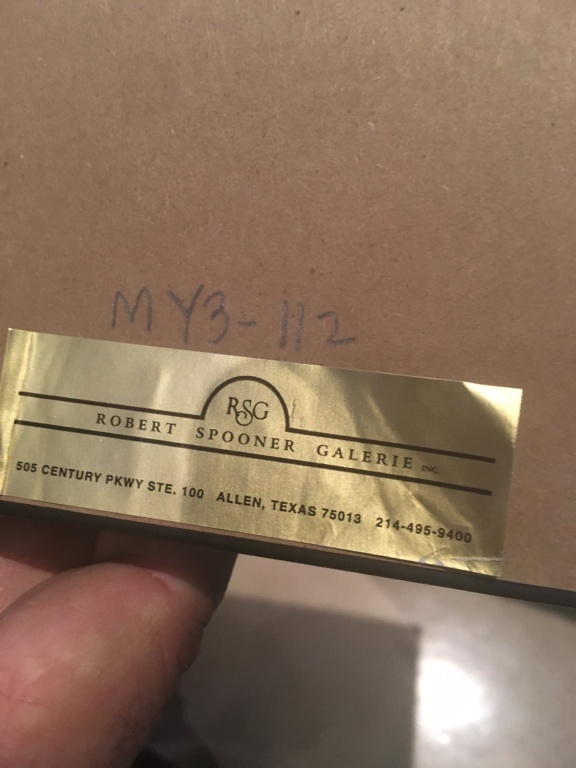 MY3-112
RSG
ROBERT SPOONER GALERIE INC.
505 CENTURY PKWY STE. 100 ALLEN, TEXAS 75013 214-495-9400